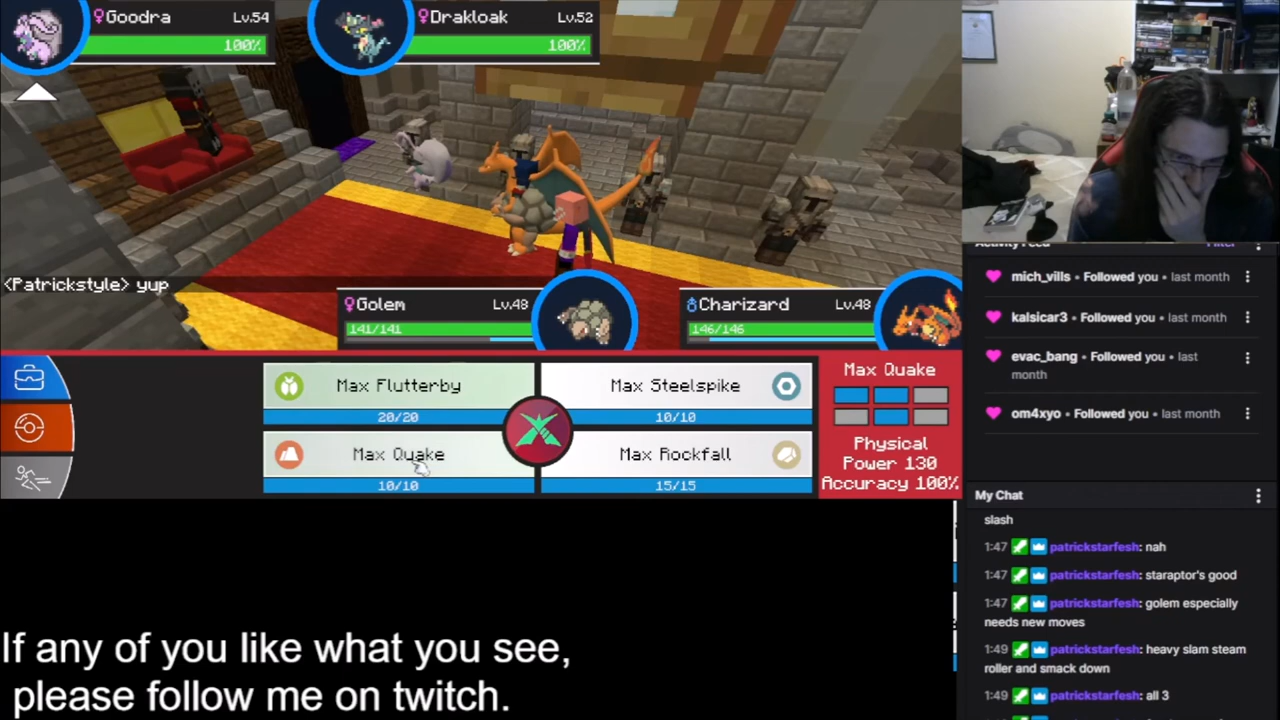 ♀Goodra Lv.54
100%
♀Drakloak Lv.52
100%
<Patrickstyle> yup
♀Golem Lv.48
141/141
♂Charizard Lv.48
146/146
Max Flutterby
20/20
Max Steelspike
10/10
Max Quake
10/10
Max Rockfall
15/15
Max Quake
Physical
Power 130
Accuracy 100%
Activity Feed Filter
mich_vills • Followed you • last month
kalsicar3 • Followed you • last month
evac_bang • Followed you • last
month
om4xyo • Followed you • last month
My Chat
slash
1:47 patrickstarfesh: nah
1:47 patrickstarfesh: staraptor's good
1:47 patrickstarfesh: golem especially
needs new moves
1:49 patrickstarfesh: heavy slam steam
roller and smack down
1:49 patrickstarfesh: all 3
If any of you like what you see,
please follow me on twitch.